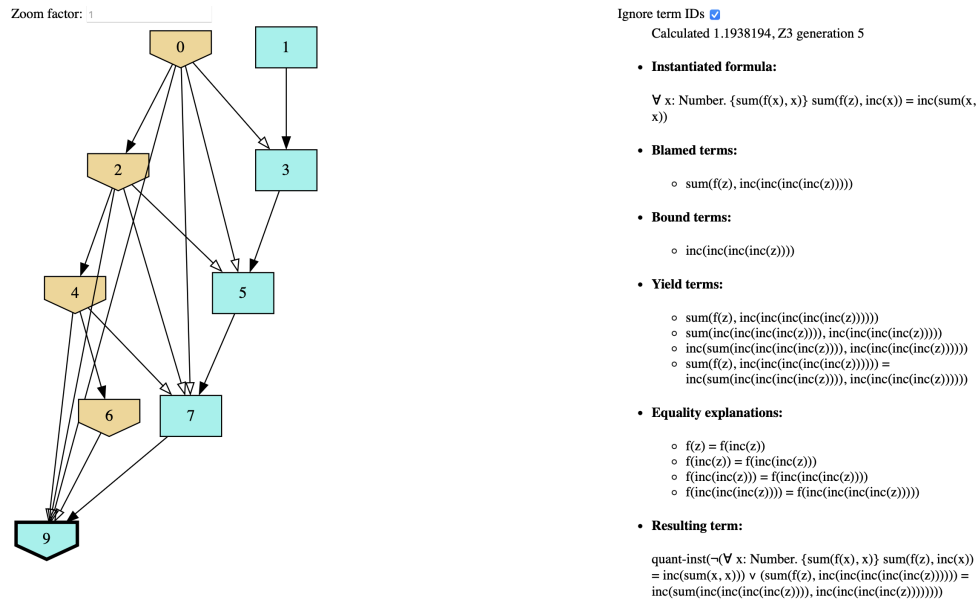 Zoom factor: 1
0
1
2
3
4
5
6
7
9
Ignore term IDs
Calculated 1.1938194, Z3 generation 5
• Instantiated formula:
∀ x: Number. {sum(f(x), x)} sum(f(z), inc(x)) = inc(sum(x,
x))
• Blamed terms:
sum(f(z), inc(inc(inc(inc(z)))))
• Bound terms:
inc(inc(inc(inc(z))))
• Yield terms:
sum(f(z), inc(inc(inc(inc(inc(z))))))
sum(inc(inc(inc(inc(z)))), inc(inc(inc(inc(z)))))
inc(sum(inc(inc(inc(inc(z)))), inc(inc(inc(inc(z))))))
sum(f(z), inc(inc(inc(inc(inc(z)))))) =
inc(sum(inc(inc(inc(inc(z)))), inc(inc(inc(inc(z))))))
• Equality explanations:
f(z) = f(inc(z))
f(inc(z)) = f(inc(inc(z)))
f(inc(inc(z))) = f(inc(inc(inc(z))))
f(inc(inc(inc(z)))) = f(inc(inc(inc(inc(z)))))
• Resulting term:
quant-inst(¬(∀ x: Number. {sum(f(x), x)} sum(f(z), inc(x))
= inc(sum(x, x))) ∨ (sum(f(z), inc(inc(inc(inc(inc(z)))))) =
inc(sum(inc(inc(inc(inc(z)))), inc(inc(inc(inc(z))))))))